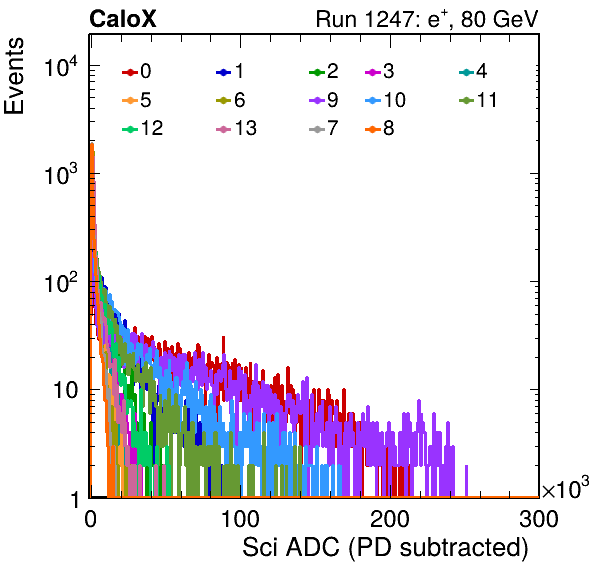 CaloX Run 1247: e⁺, 80 GeV
Events
10⁴
0 1 2 3 4
5 6 9 10 11
12 13 7 8
10³
10²
10
1
0 100 200 300
×10³
Sci ADC (PD subtracted)